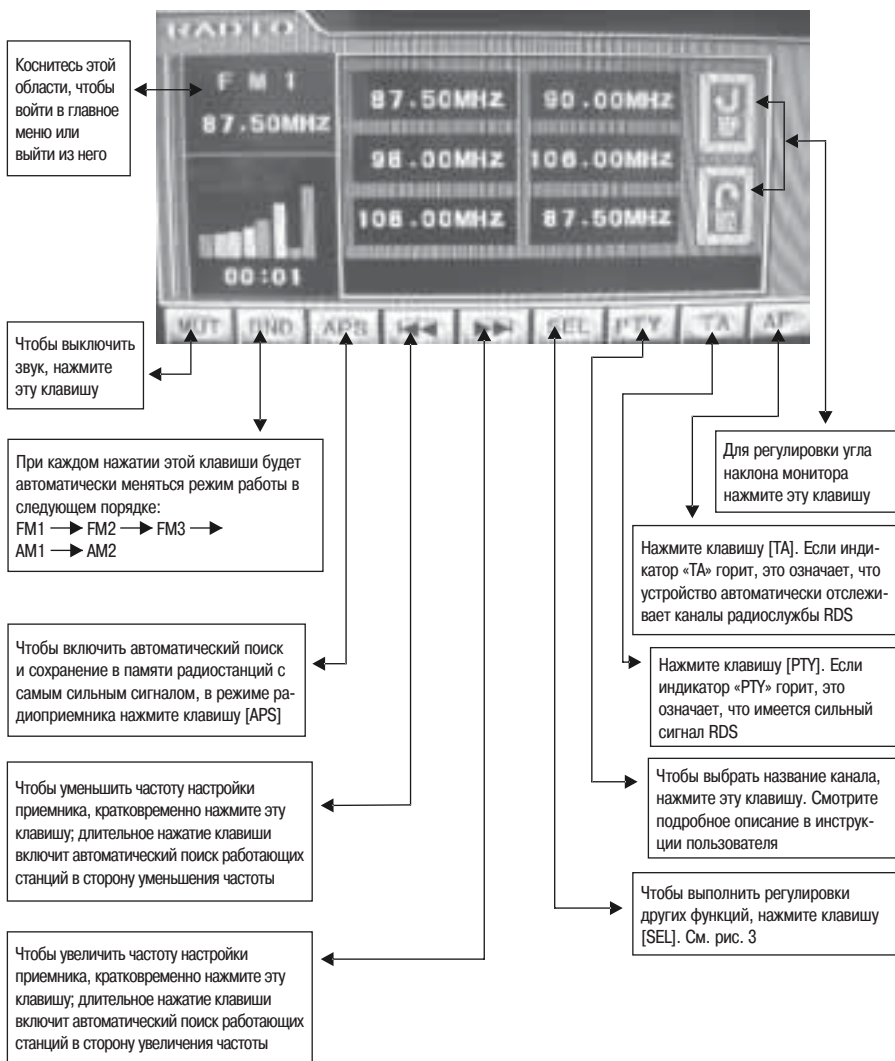 RADIO
Коснитесь этой
области, чтобы
войти в главное
меню или
выйти из него
FM 1
87.50MHZ
00:01
87.50MHZ 90.00MHZ
98.00MHZ 106.00MHZ
108.00MHZ 87.50MHZ
MUT BND APS SEL PTY TA AF
Чтобы выключить
звук, нажмите
эту клавишу
При каждом нажатии этой клавиши будет
автоматически меняться режим работы в
следующем порядке:
FM1 → FM2 → FM3 →
AM1 → AM2
Чтобы включить автоматический поиск
и сохранение в памяти радиостанций с
самым сильным сигналом, в режиме ра-
диоприемника нажмите клавишу [APS]
Чтобы уменьшить частоту настройки
приемника, кратковременно нажмите эту
клавишу; длительное нажатие клавиши
включит автоматический поиск работающих
станций в сторону уменьшения частоты
Чтобы увеличить частоту настройки
приемника, кратковременно нажмите эту
клавишу; длительное нажатие клавиши
включит автоматический поиск работающих
станций в сторону увеличения частоты
Для регулировки угла
наклона монитора
нажмите эту клавишу
Нажмите клавишу [TA]. Если инди-
катор «TA» горит, это означает, что
устройство автоматически отслежи-
вает каналы радиослужбы RDS
Нажмите клавишу [PTY]. Если
индикатор «PTY» горит, это
означает, что имеется сильный
сигнал RDS
Чтобы выбрать название канала,
нажмите эту клавишу. Смотрите
подробное описание в инструк-
ции пользователя
Чтобы выполнить регулировки
других функций, нажмите клавишу
[SEL]. См. рис. 3